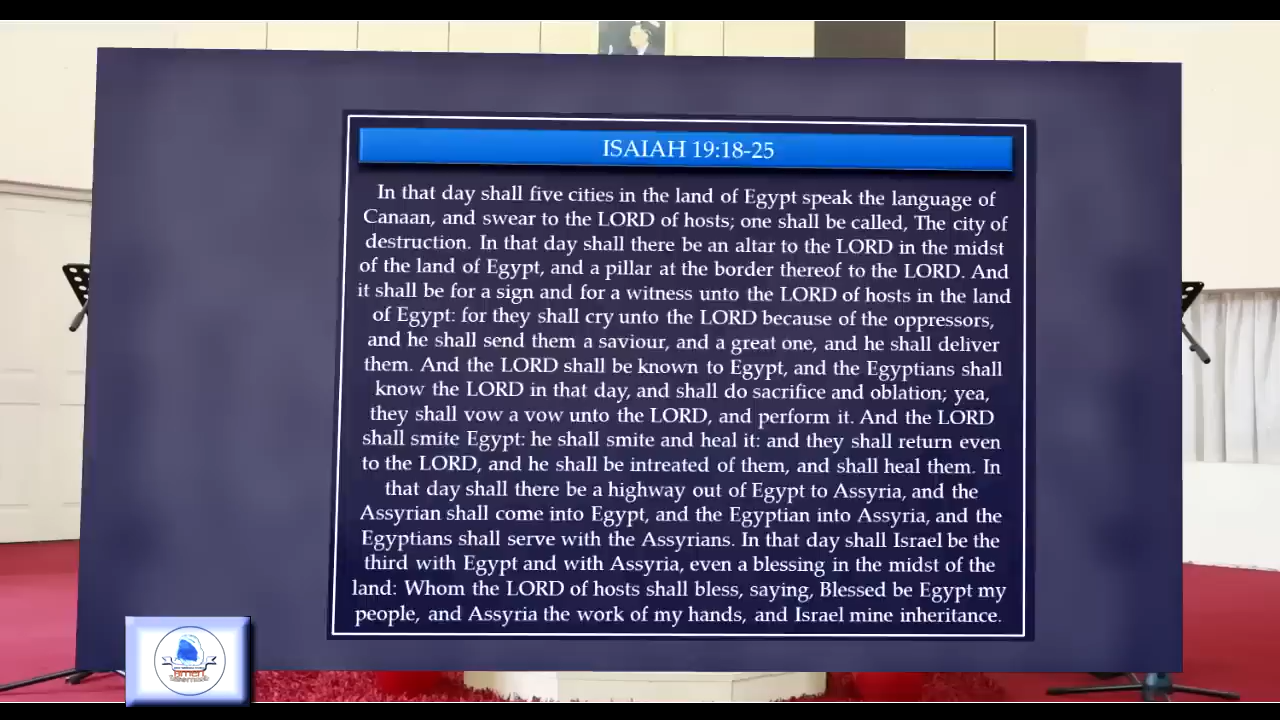 ISAIAH 19:18-25
In that day shall five cities in the land of Egypt speak the language of
Canaan, and swear to the LORD of hosts; one shall be called, The city of
destruction. In that day shall there be an altar to the LORD in the midst
of the land of Egypt, and a pillar at the border thereof to the LORD. And
it shall be for a sign and for a witness unto the LORD of hosts in the land
of Egypt: for they shall cry unto the LORD because of the oppressors,
and he shall send them a saviour, and a great one, and he shall deliver
them. And the LORD shall be known to Egypt, and the Egyptians shall
know the LORD in that day, and shall do sacrifice and oblation; yea,
they shall vow a vow unto the LORD, and perform it. And the LORD
shall smite Egypt: he shall smite and heal it: and they shall return even
to the LORD, and he shall be intreated of them, and shall heal them. In
that day shall there be a highway out of Egypt to Assyria, and the
Assyrian shall come into Egypt, and the Egyptian into Assyria, and the
Egyptians shall serve with the Assyrians. In that day shall Israel be the
third with Egypt and with Assyria, even a blessing in the midst of the
land: Whom the LORD of hosts shall bless, saying, Blessed be Egypt my
people, and Assyria the work of my hands, and Israel mine inheritance.